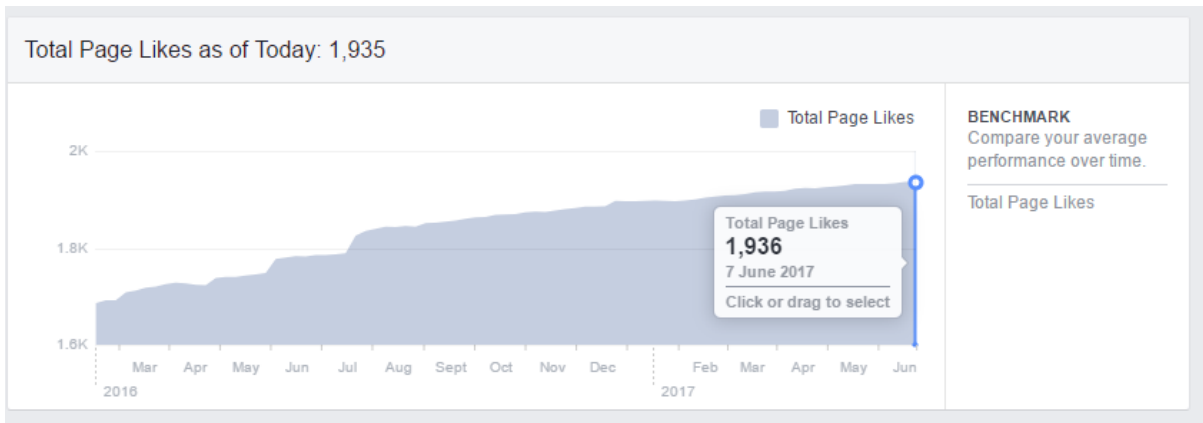 Total Page Likes as of Today: 1,935
Total Page Likes
2K
1.8K
1.6K
Total Page Likes
1,936
7 June 2017
Click or drag to select
Mar Apr May Jun Jul Aug Sept Oct Nov Dec Feb Mar Apr May Jun
2016 2017
BENCHMARK
Compare your average
performance over time.
Total Page Likes